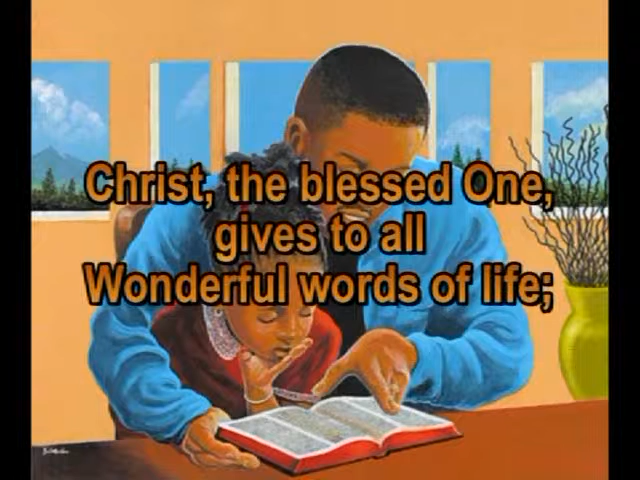 Christ, the blessed One,
gives to all
Wonderful words of life;